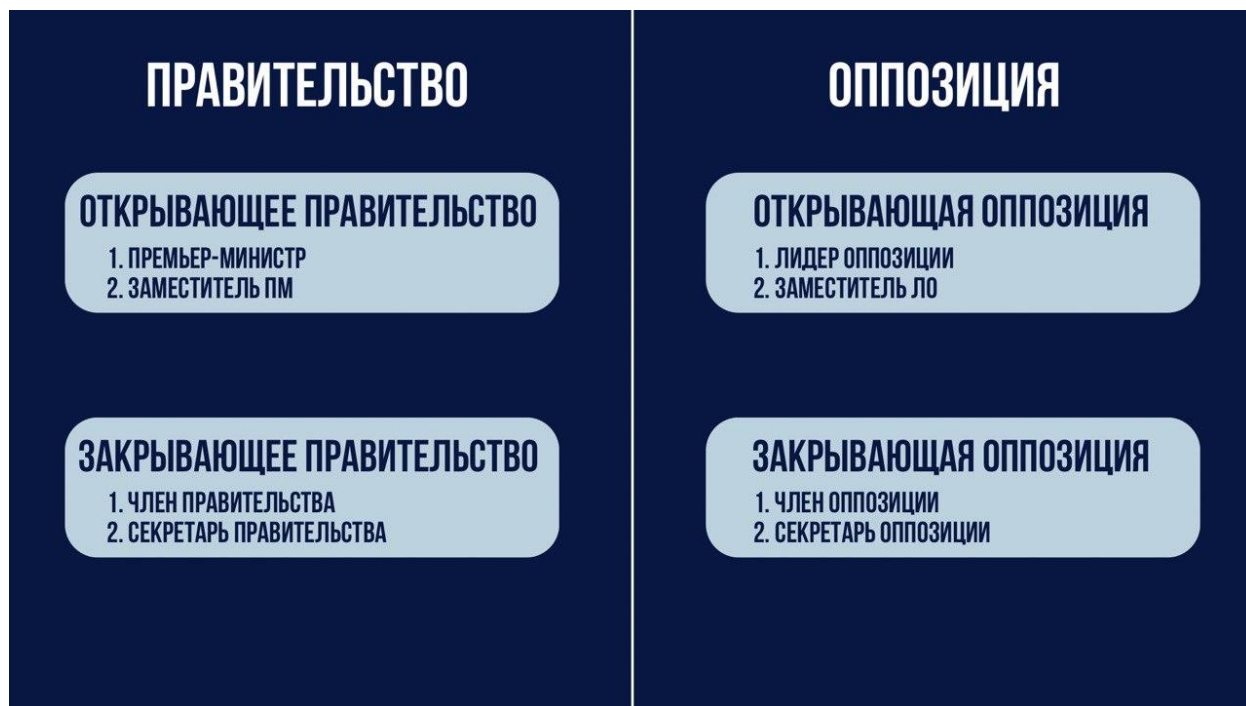 ПРАВИТЕЛЬСТВО
ОТКРЫВАЮЩЕЕ ПРАВИТЕЛЬСТВО
1. ПРЕМЬЕР-МИНИСТР
2. ЗАМЕСТИТЕЛЬ ПМ
ЗАКРЫВАЮЩЕЕ ПРАВИТЕЛЬСТВО
1. ЧЛЕН ПРАВИТЕЛЬСТВА
2. СЕКРЕТАРЬ ПРАВИТЕЛЬСТВА
ОППОЗИЦИЯ
ОТКРЫВАЮЩАЯ ОППОЗИЦИЯ
1. ЛИДЕР ОППОЗИЦИИ
2. ЗАМЕСТИТЕЛЬ ЛО
ЗАКРЫВАЮЩАЯ ОППОЗИЦИЯ
1. ЧЛЕН ОППОЗИЦИИ
2. СЕКРЕТАРЬ ОППОЗИЦИИ